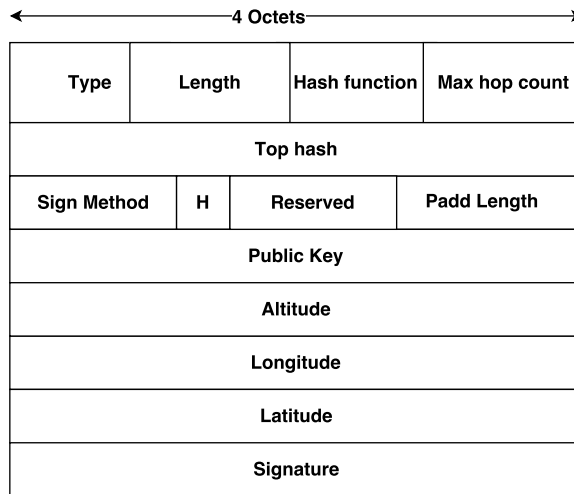 4 Octets
Type Length Hash function Max hop count
Top hash
Sign Method H Reserved Padd Length
Public Key
Altitude
Longitude
Latitude
Signature